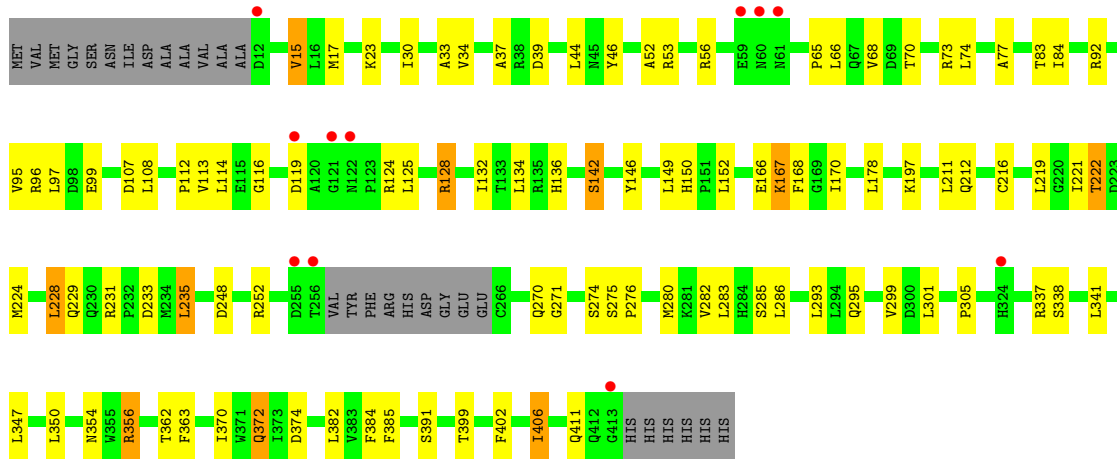 MET VAL MET GLY SER ASN ILE ASP ALA ALA VAL ALA ALA D12 V15 L16 M17 K23 I30 A33 V34 A37 R38 D39 L44 N45 Y46 A52 R53 R56 E59 N60 N61 P65 L66 Q67 V68 D69 T70 R73 L74 A77 T83 I84 R92
V95 R96 L97 D98 E99 D107 L108 P112 V113 L114 E115 G116 D119 A120 G121 N122 P123 R124 L125 R128 I132 T133 L134 R135 H136 S142 Y146 L149 H150 P151 L152 E166 K167 F168 G169 I170 L178 K197 L211 Q212 C216 L219 G220 I221 T222 D223
M224 L228 Q229 Q230 R231 P232 D233 M234 L235 D248 R252 D255 T256 VAL TYR PHE ARG HIS ASP GLY GLU GLU C266 Q270 G271 S274 S275 P276 M280 K281 V282 L283 H284 S285 L286 L293 L294 Q295 V299 D300 L301 P305 H324 R337 S338 L341
L347 L350 N354 W355 R356 T362 F363 I370 W371 Q372 I373 D374 L382 V383 F384 F385 S391 T399 F402 I406 Q411 Q412 G413 HIS HIS HIS HIS HIS HIS